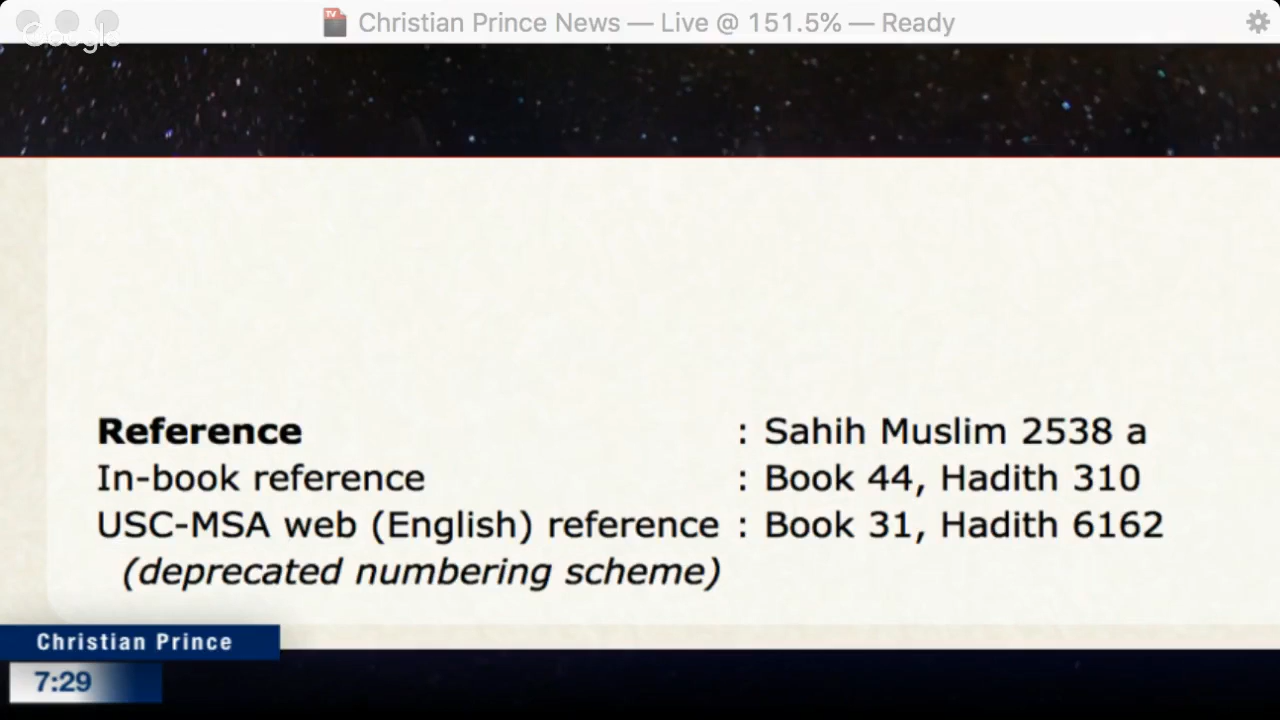 Christian Prince News — Live @ 151.5% — Ready
Google
Reference : Sahih Muslim 2538 a
In-book reference : Book 44, Hadith 310
USC-MSA web (English) reference : Book 31, Hadith 6162
(deprecated numbering scheme)
Christian Prince
7:29